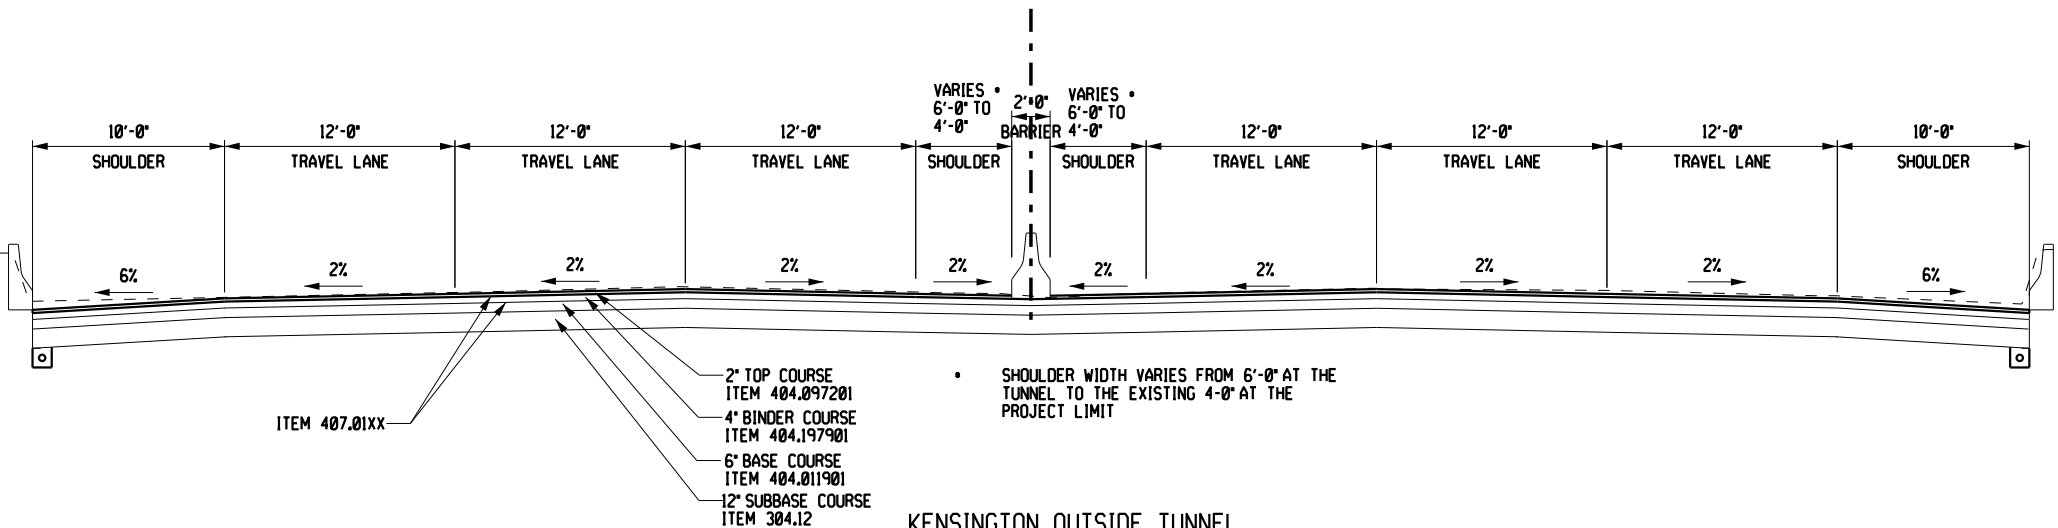 VARIES *
6'-0" TO
4'-0"
2'-0"
BARRIER
VARIES *
6'-0" TO
4'-0"
10'-0"
SHOULDER
12'-0"
TRAVEL LANE
12'-0"
TRAVEL LANE
12'-0"
TRAVEL LANE
SHOULDER
SHOULDER
12'-0"
TRAVEL LANE
12'-0"
TRAVEL LANE
12'-0"
TRAVEL LANE
10'-0"
SHOULDER
6%
2%
2%
2%
2%
2%
2%
2%
2%
6%
ITEM 407.01XX
2" TOP COURSE
ITEM 404.097201
4" BINDER COURSE
ITEM 404.197901
6" BASE COURSE
ITEM 404.011901
12" SUBBASE COURSE
ITEM 304.12
* SHOULDER WIDTH VARIES FROM 6'-0" AT THE
TUNNEL TO THE EXISTING 4-0" AT THE
PROJECT LIMIT
KENSINGTON OUTSIDE TUNNEL